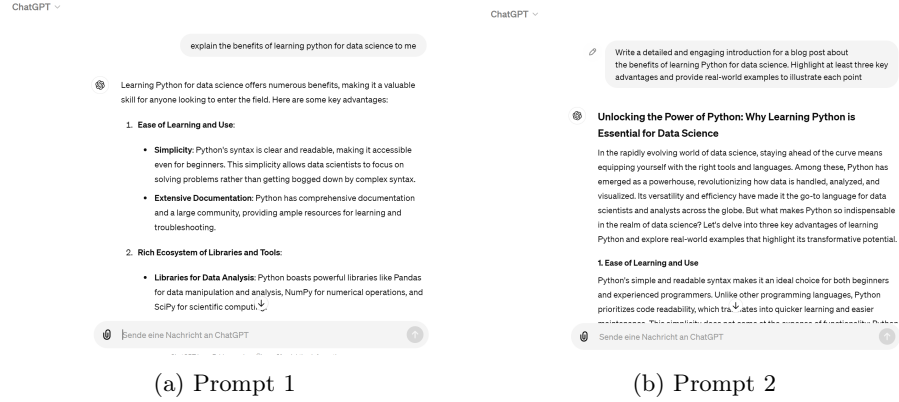 ChatGPT
explain the benefits of learning python for data science to me
Learning Python for data science offers numerous benefits, making it a valuable
skill for anyone looking to enter the field. Here are some key advantages:
1. Ease of Learning and Use:
• Simplicity: Python's syntax is clear and readable, making it accessible
even for beginners. This simplicity allows data scientists to focus on
solving problems rather than getting bogged down by complex syntax.
• Extensive Documentation: Python has comprehensive documentation
and a large community, providing ample resources for learning and
troubleshooting.
2. Rich Ecosystem of Libraries and Tools:
• Libraries for Data Analysis: Python boasts powerful libraries like Pandas
for data manipulation and analysis, NumPy for numerical operations, and
SciPy for scientific computi
Sende eine Nachricht an ChatGPT
(a) Prompt 1
ChatGPT
Write a detailed and engaging introduction for a blog post about
the benefits of learning Python for data science. Highlight at least three key
advantages and provide real-world examples to illustrate each point
Unlocking the Power of Python: Why Learning Python is
Essential for Data Science
In the rapidly evolving world of data science, staying ahead of the curve means
equipping yourself with the right tools and languages. Among these, Python has
emerged as a powerhouse, revolutionizing how data is handled, analyzed, and
visualized. Its versatility and efficiency have made it the go-to language for data
scientists and analysts across the globe. But what makes Python so indispensable
in the realm of data science? Let's delve into three key advantages of learning
Python and explore real-world examples that highlight its transformative potential.
1. Ease of Learning and Use
Python's simple and readable syntax makes it an ideal choice for both beginners
and experienced programmers. Unlike other programming languages, Python
prioritizes code readability, which tra ates into quicker learning and easier
Sende eine Nachricht an ChatGPT
(b) Prompt 2